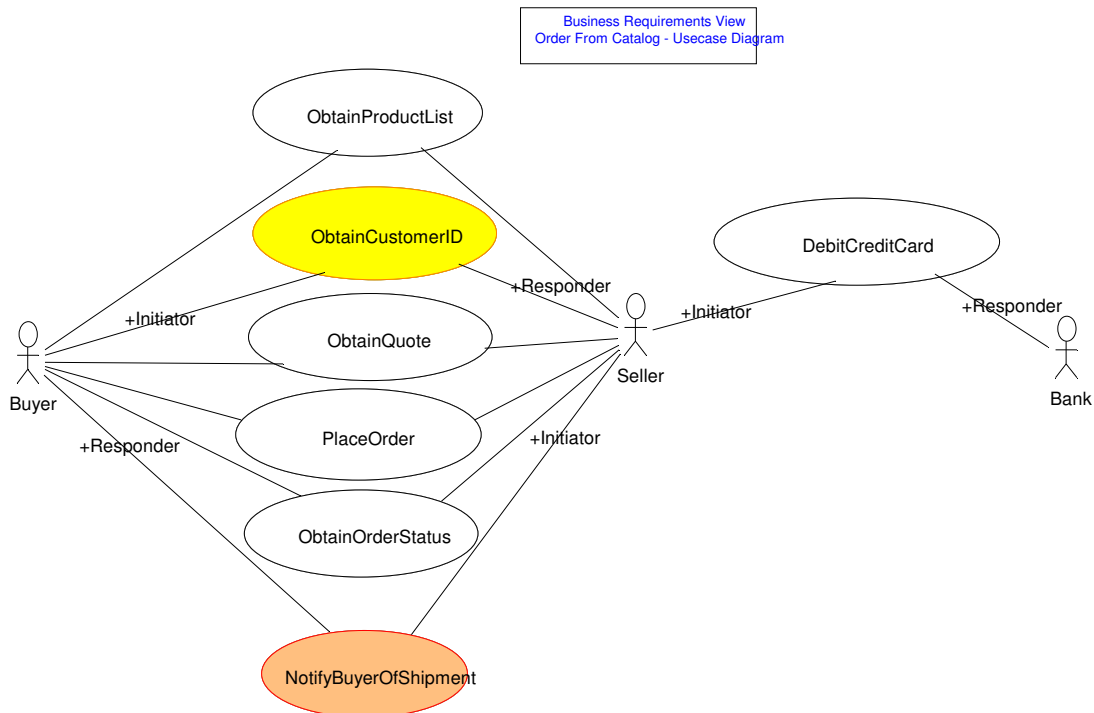 Business Requirements View
Order From Catalog - Usecase Diagram
ObtainProductList
ObtainCustomerID
DebitCreditCard
+Responder
+Initiator
+Initiator
+Responder
ObtainQuote
Seller
Buyer
Bank
+Responder
PlaceOrder
+Initiator
ObtainOrderStatus
NotifyBuyerOfShipment